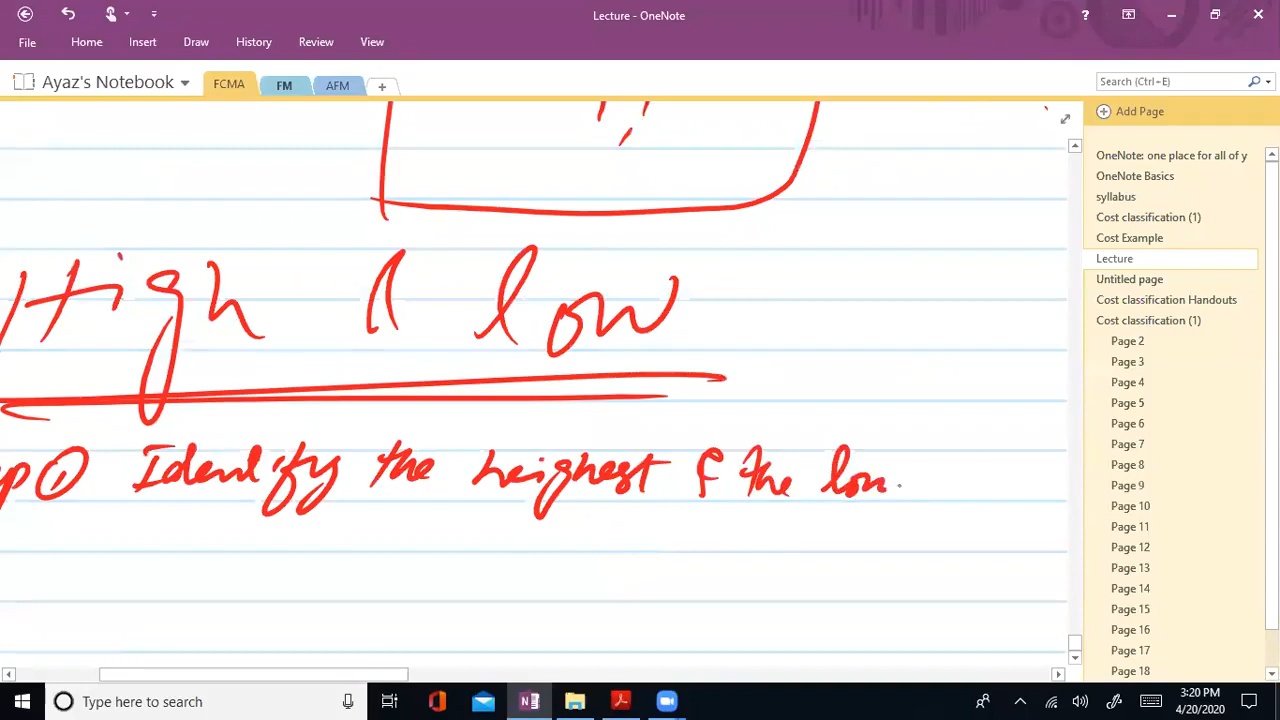 Lecture - OneNote
File Home Insert Draw History Review View
Ayaz's Notebook FCMA FM AFM
Search (Ctrl+E)
Add Page
OneNote: one place for all of y
OneNote Basics
syllabus
Cost classification (1)
Cost Example
Lecture
Untitled page
Cost classification Handouts
Cost classification (1)
Page 2
Page 3
Page 4
Page 5
Page 6
Page 7
Page 8
Page 9
Page 10
Page 11
Page 12
Page 13
Page 14
Page 15
Page 16
Page 17
Page 18
High & low
p ① Identify the heighest & the low
Type here to search
3:20 PM
4/20/2020